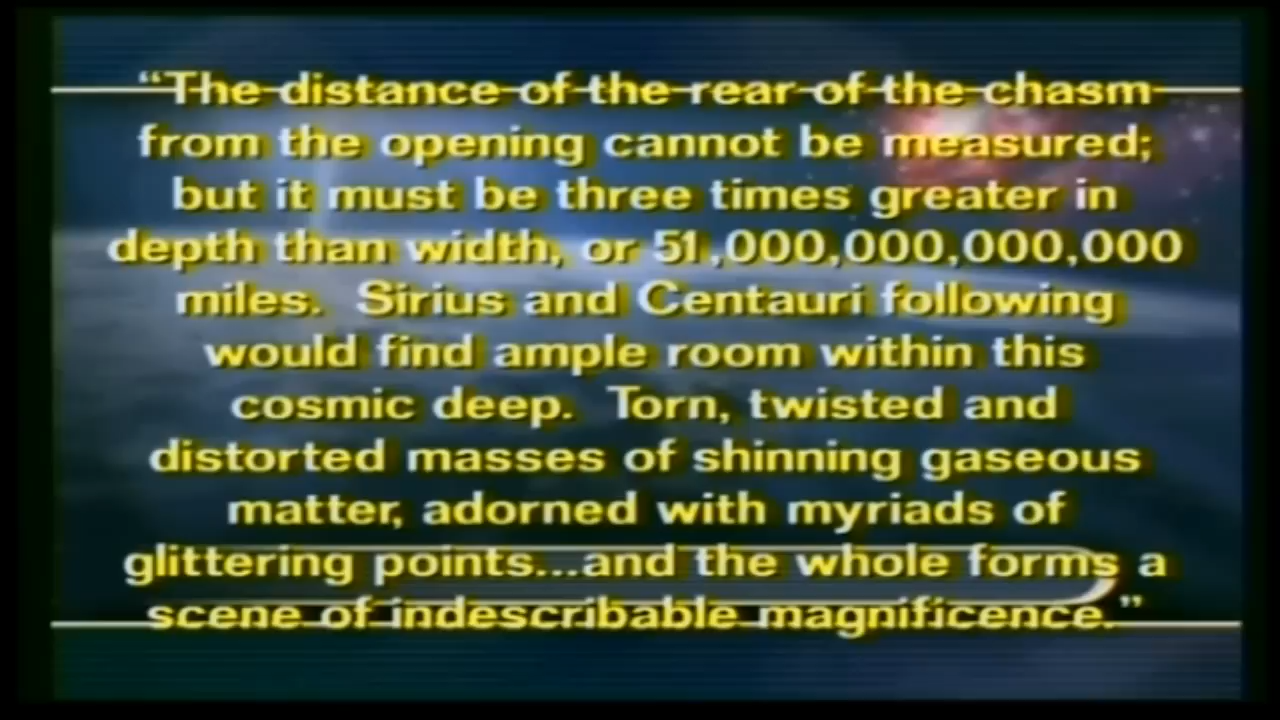 “The distance of the rear of the chasm
from the opening cannot be measured;
but it must be three times greater in
depth than width, or 51,000,000,000,000
miles. Sirius and Centauri following
would find ample room within this
cosmic deep. Torn, twisted and
distorted masses of shinning gaseous
matter, adorned with myriads of
glittering points...and the whole forms a
scene of indescribable magnificence.”